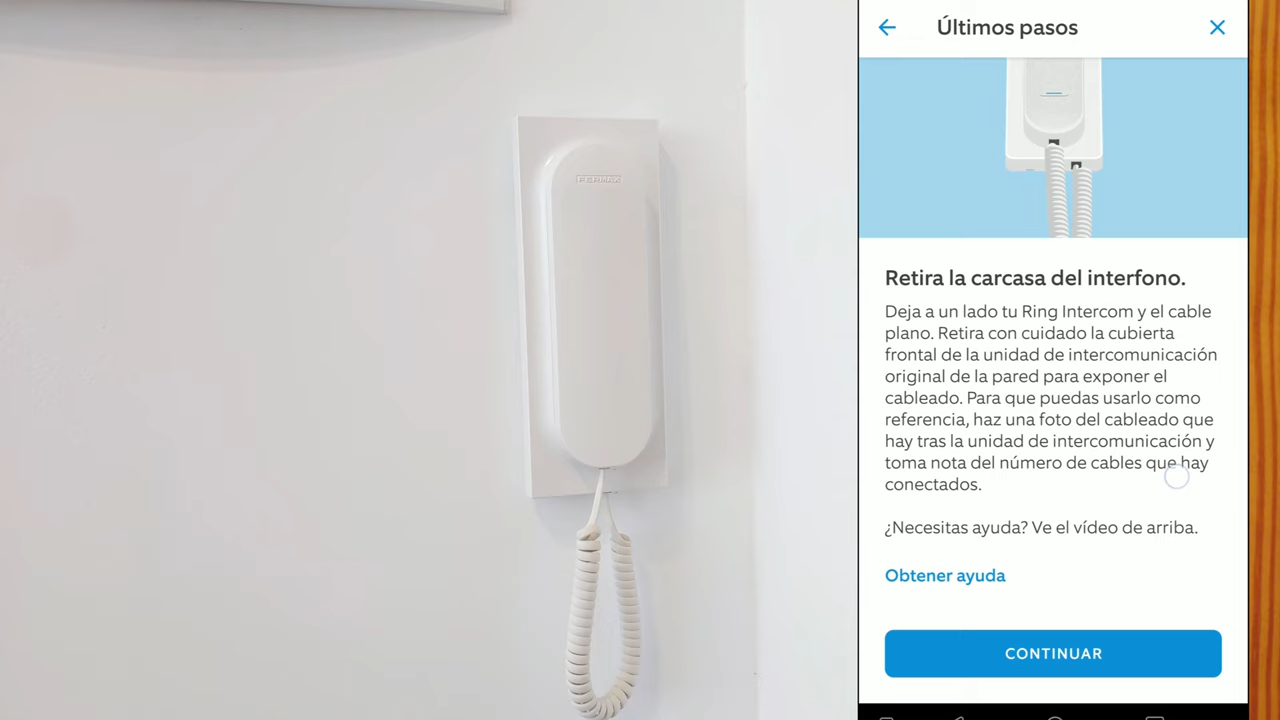 FERMAX
Últimos pasos
Retira la carcasa del interfono.
Deja a un lado tu Ring Intercom y el cable
plano. Retira con cuidado la cubierta
frontal de la unidad de intercomunicación
original de la pared para exponer el
cableado. Para que puedas usarlo como
referencia, haz una foto del cableado que
hay tras la unidad de intercomunicación y
toma nota del número de cables que hay
conectados.
¿Necesitas ayuda? Ve el vídeo de arriba.
Obtener ayuda
CONTINUAR